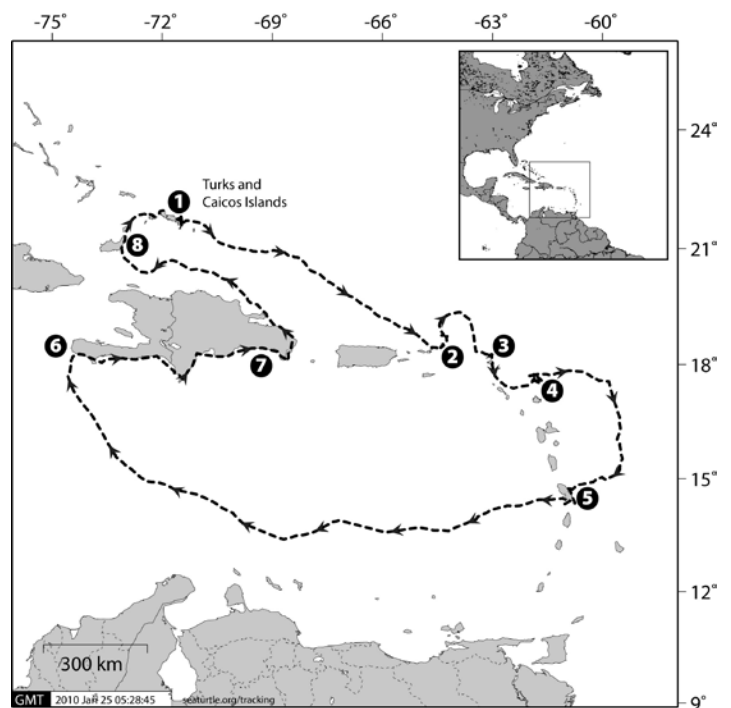 -75° -72° -69° -66° -63° -60°
24°
1 Turks and
Caicos Islands
8
21°
6 7 2 3
18°
4
15°
5
12°
300 km
9°
GMT 2010 Jan 25 05:28:45 seaturtle.org/tracking